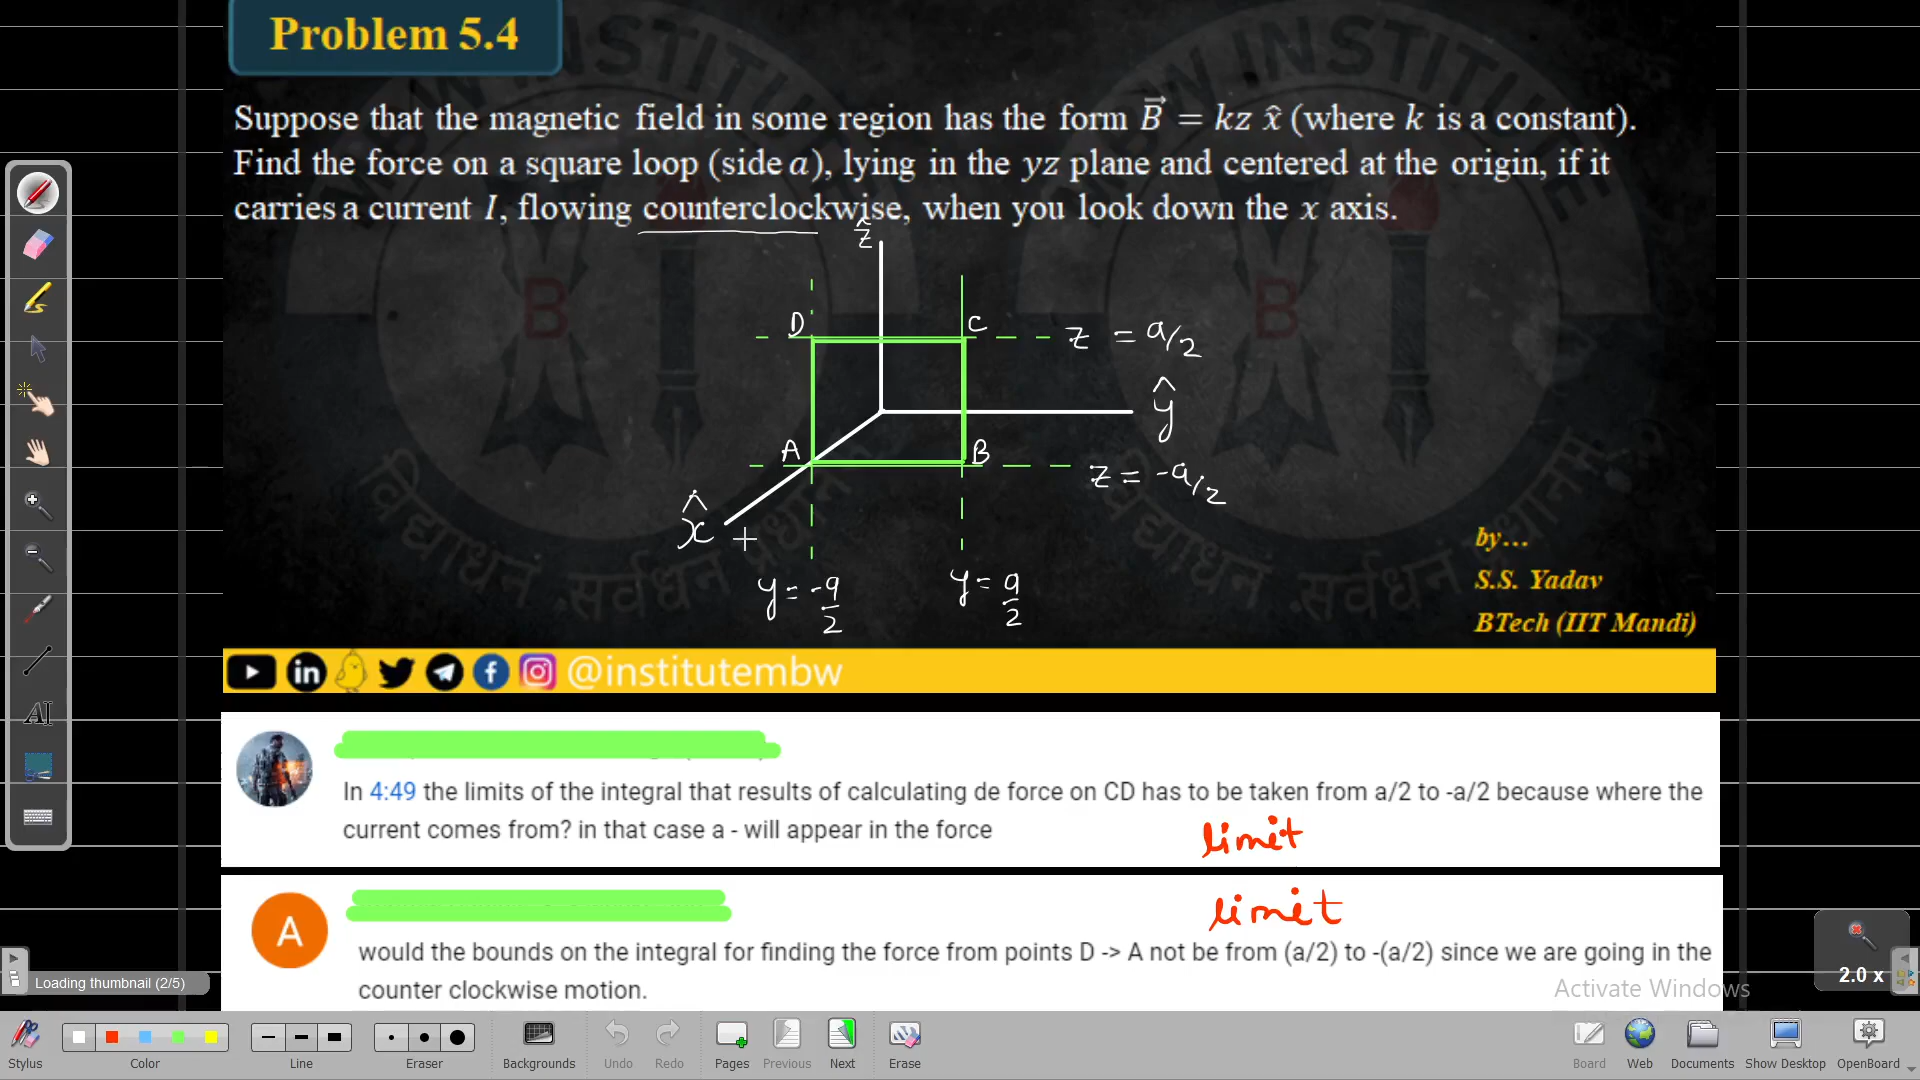 Problem 5.4
Suppose that the magnetic field in some region has the form B⃗ = kz x̂ (where k is a constant).
Find the force on a square loop (side a), lying in the yz plane and centered at the origin, if it
carries a current I, flowing counterclockwise, when you look down the x axis.
ẑ
D C z = a/2
ŷ
A B z = -a/2
x̂ +
y = -a/2 y = a/2
by...
S.S. Yadav
BTech (IIT Mandi)
in f @institutembw
In 4:49 the limits of the integral that results of calculating de force on CD has to be taken from a/2 to -a/2 because where the
current comes from? in that case a - will appear in the force
limit
A
limit
would the bounds on the integral for finding the force from points D -> A not be from (a/2) to -(a/2) since we are going in the
counter clockwise motion.
Activate Windows
Loading thumbnail (2/5)
2.0 x
Stylus Color Line Eraser Backgrounds Undo Redo Pages Previous Next Erase Board Web Documents Show Desktop OpenBoard